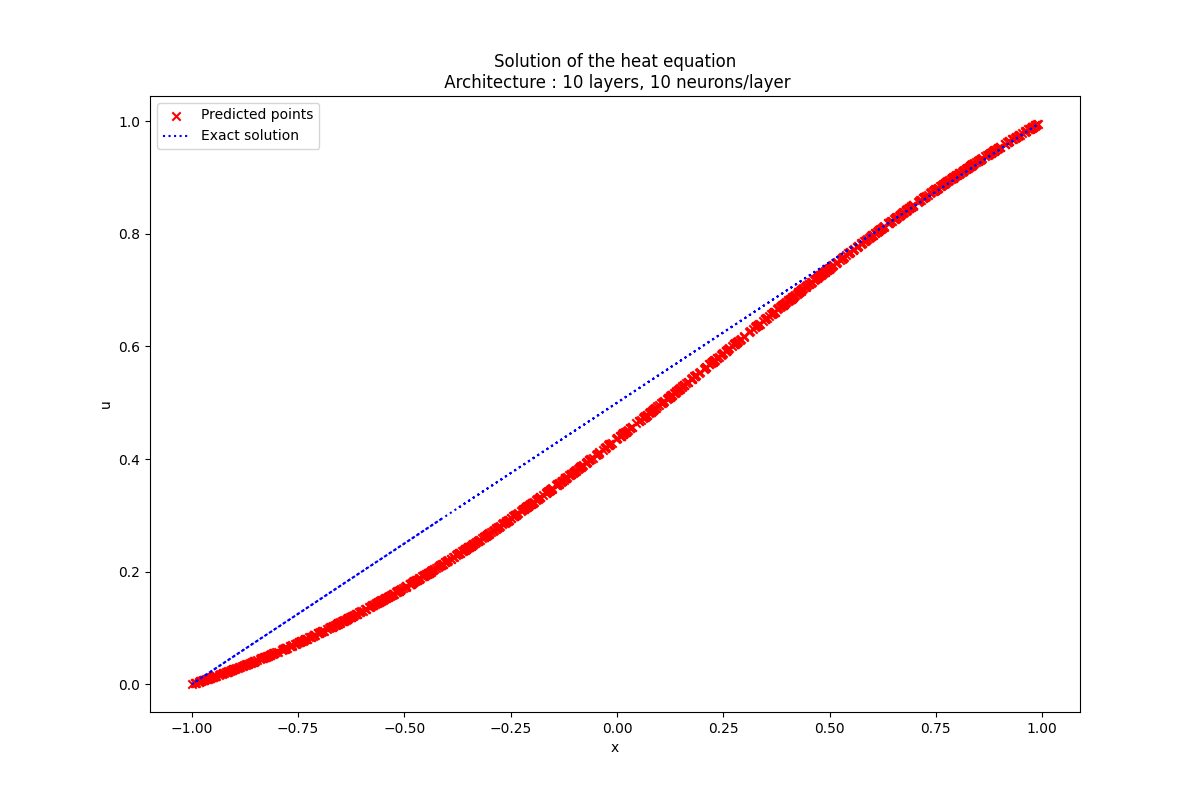 Solution of the heat equation
Architecture : 10 layers, 10 neurons/layer
Predicted points
Exact solution
1.0
0.8
0.6
0.4
0.2
0.0
u
−1.00 −0.75 −0.50 −0.25 0.00 0.25 0.50 0.75 1.00
x